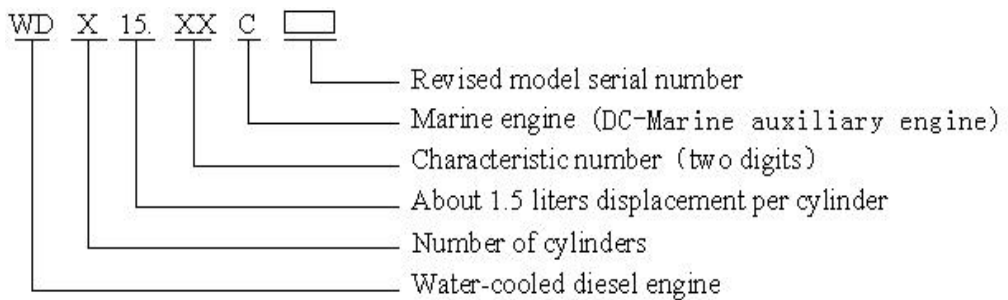 WD X 15. XX C
Revised model serial number
Marine engine (DC-Marine auxiliary engine)
Characteristic number (two digits)
About 1.5 liters displacement per cylinder
Number of cylinders
Water-cooled diesel engine